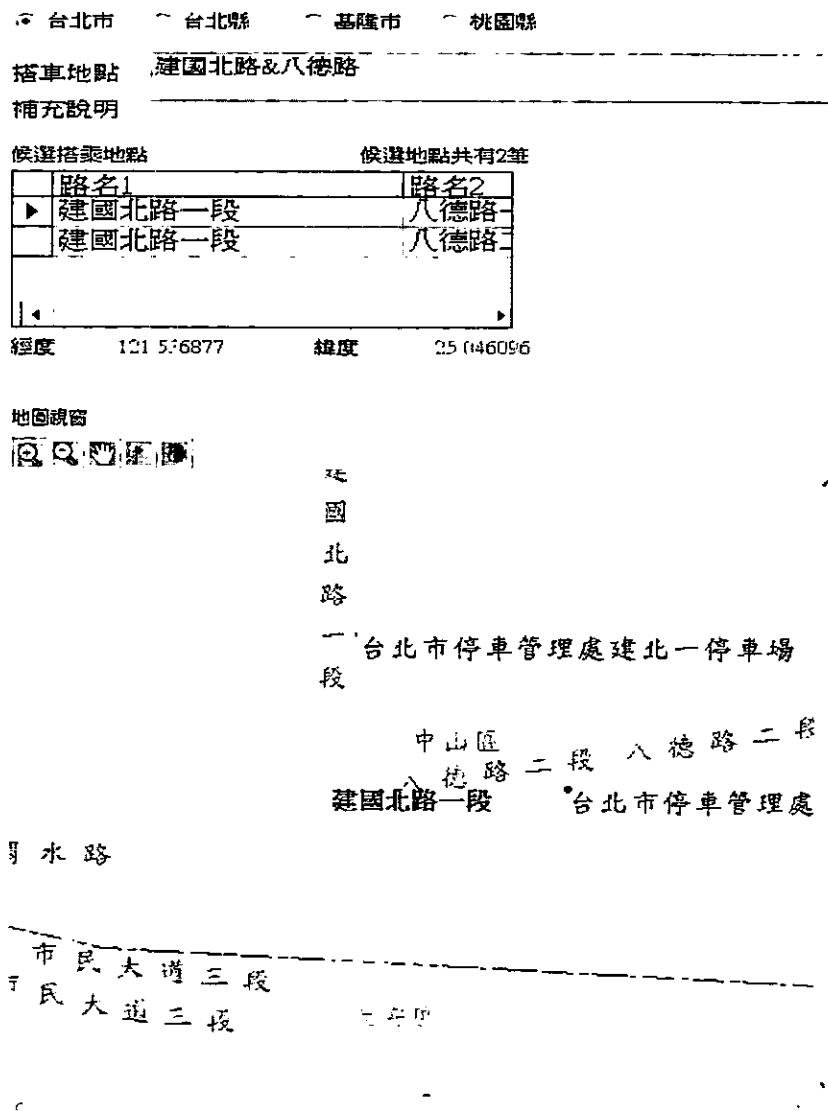 台北市 台北縣 基隆市 桃園縣
搭車地點 建國北路&八德路
補充說明
候選搭乘地點 候選地點共有2筆
路名1 路名2
建國北路一段 八德路
建國北路一段 八德路
經度 緯度 25.046096
地圖視窗
建國北路一段
台北市停車管理處建北一停車場
中山區
八德路二段 八德路二段
建國北路一段 台北市停車管理處
水路
市民大道三段
市民大道三段